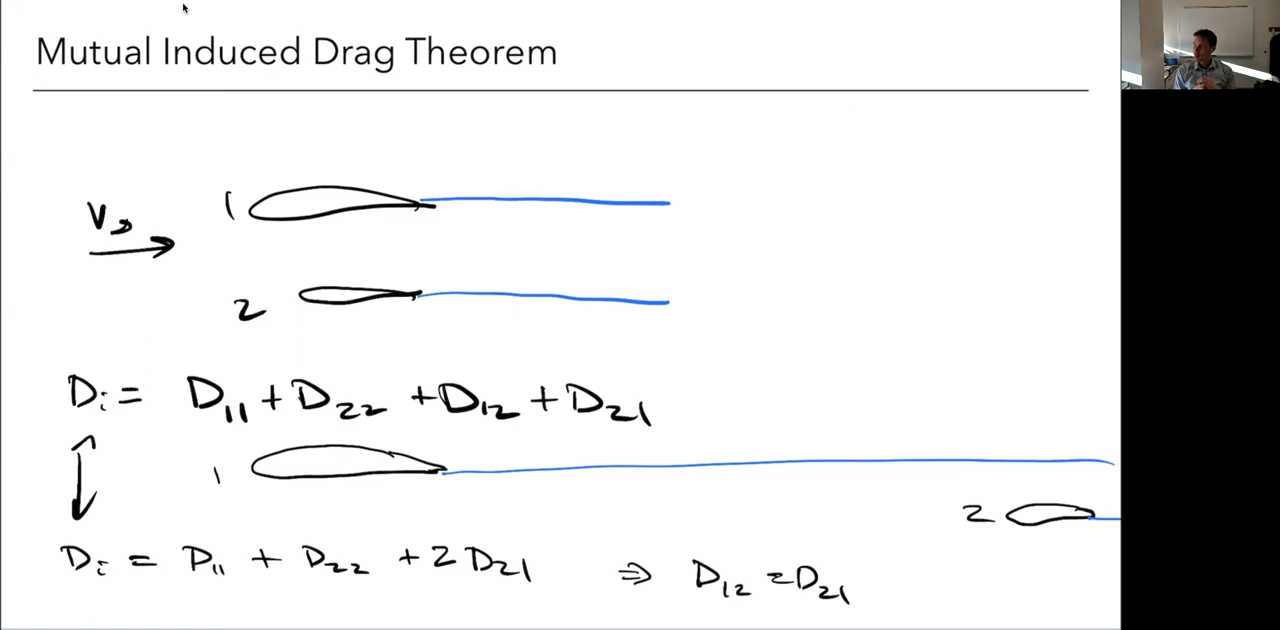 Mutual Induced Drag Theorem
1
V∞
2
Di = D11 + D22 + D12 + D21
1
2
Di = D11 + D22 + 2 D21 ⇒ D12 = D21